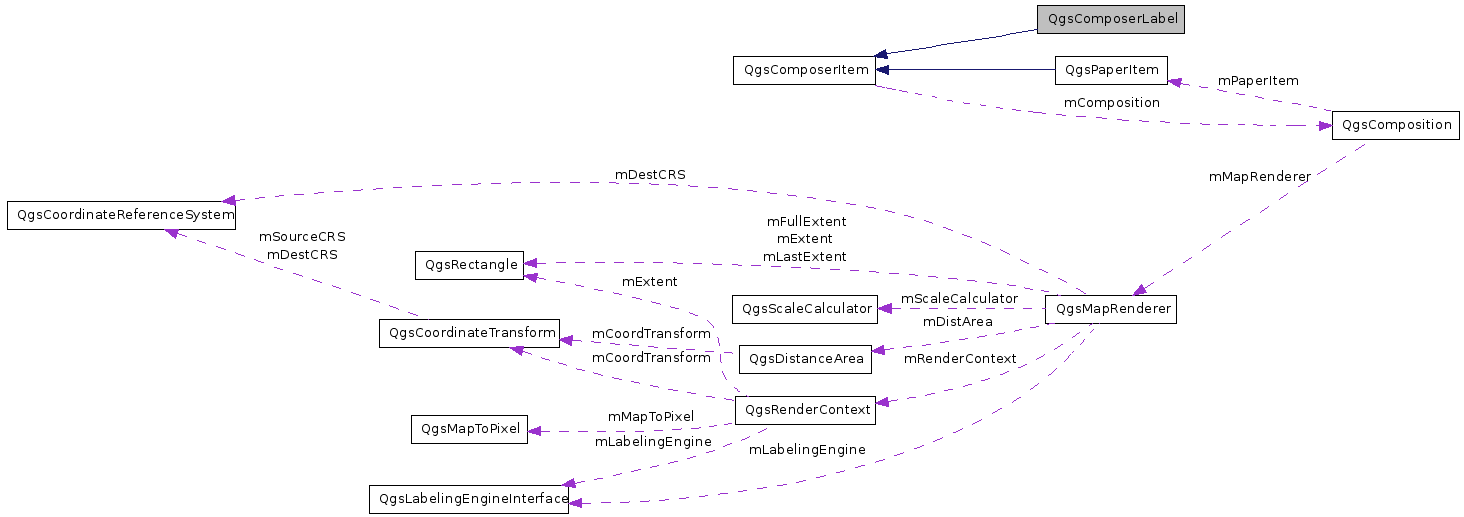 QgsComposerLabel
QgsComposerItem
QgsPaperItem
mPaperItem
mComposition
QgsComposition
mDestCRS
mMapRenderer
QgsCoordinateReferenceSystem
mFullExtent
mExtent
mLastExtent
mSourceCRS
mDestCRS
QgsRectangle
mExtent
QgsScaleCalculator
mScaleCalculator
QgsMapRenderer
mDistArea
QgsCoordinateTransform
mCoordTransform
mCoordTransform
QgsDistanceArea
mRenderContext
QgsRenderContext
mMapToPixel
QgsMapToPixel
mLabelingEngine
mLabelingEngine
QgsLabelingEngineInterface